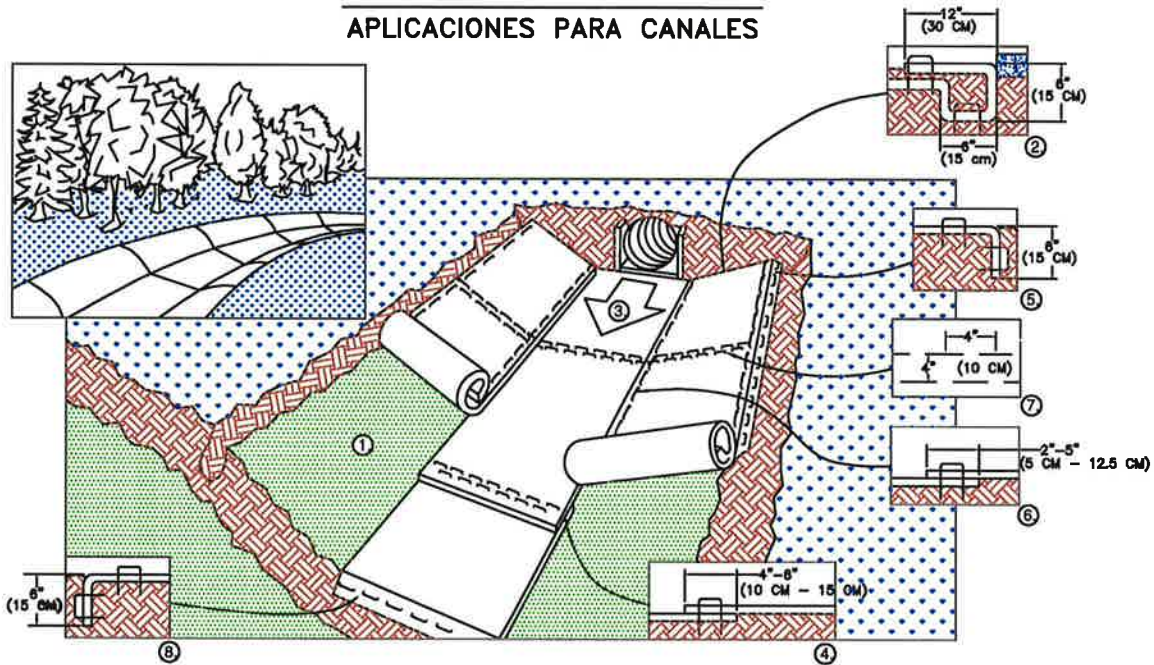 APLICACIONES PARA CANALES
12"
(30 CM)
6"
(15 CM)
6"
(15 cm)
2.
6"
(15 CM)
5.
3.
4"
4"
(10 CM)
7.
1.
2"-5"
(5 CM - 12.5 CM)
6.
6"
(15 CM)
8.
4"-6"
(10 CM - 15 CM)
4.